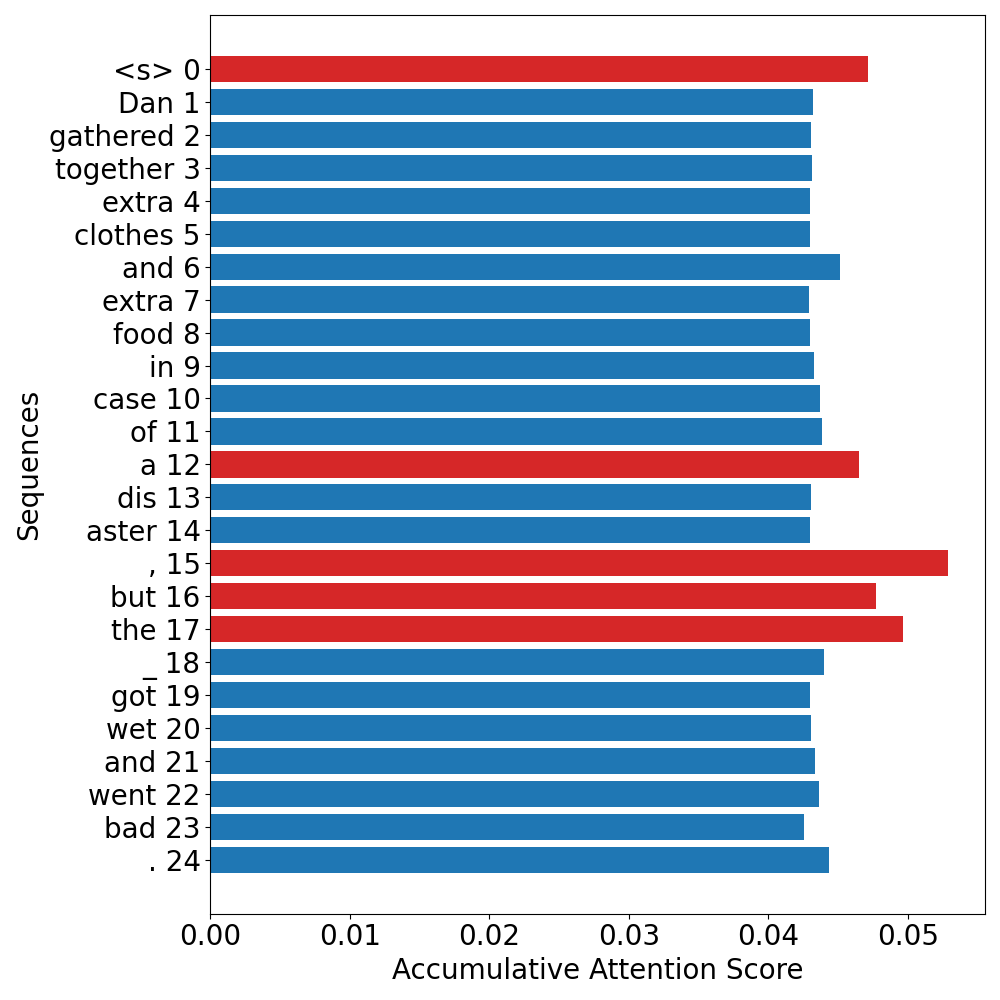 Sequences
<s> 0
Dan 1
gathered 2
together 3
extra 4
clothes 5
and 6
extra 7
food 8
in 9
case 10
of 11
a 12
dis 13
aster 14
, 15
but 16
the 17
_ 18
got 19
wet 20
and 21
went 22
bad 23
. 24
0.00 0.01 0.02 0.03 0.04 0.05
Accumulative Attention Score